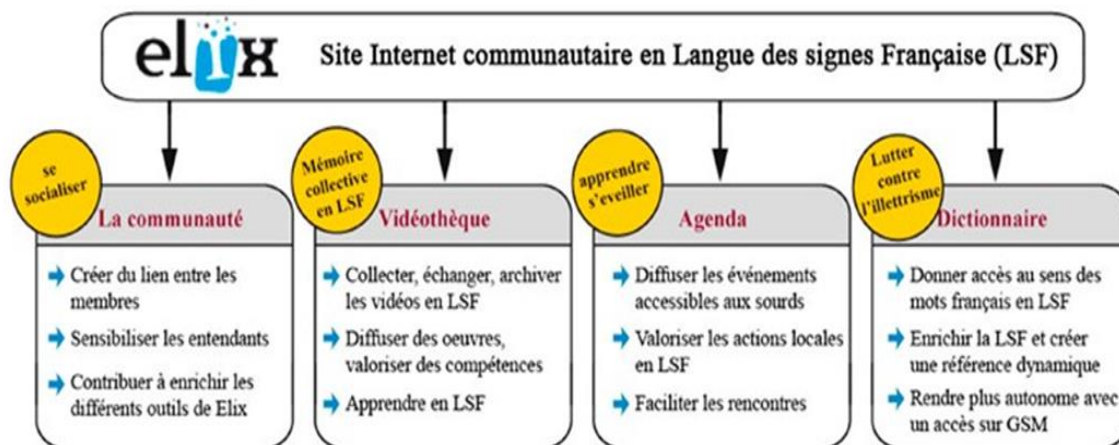 elix
Site Internet communautaire en Langue des signes Française (LSF)
se
socialiser
La communauté
Créer du lien entre les
membres
Sensibiliser les entendants
Contribuer à enrichir les
différents outils de Elix
Mémoire
collective
en LSF
Vidéothèque
Collecter, échanger, archiver
les vidéos en LSF
Diffuser des oeuvres,
valoriser des compétences
Apprendre en LSF
apprendre
s'eveiller
Agenda
Diffuser les événements
accessibles aux sourds
Valoriser les actions locales
en LSF
Faciliter les rencontres
Lutter
contre
l'illettrisme
Dictionnaire
Donner accès au sens des
mots français en LSF
Enrichir la LSF et créer
une référence dynamique
Rendre plus autonome avec
un accès sur GSM